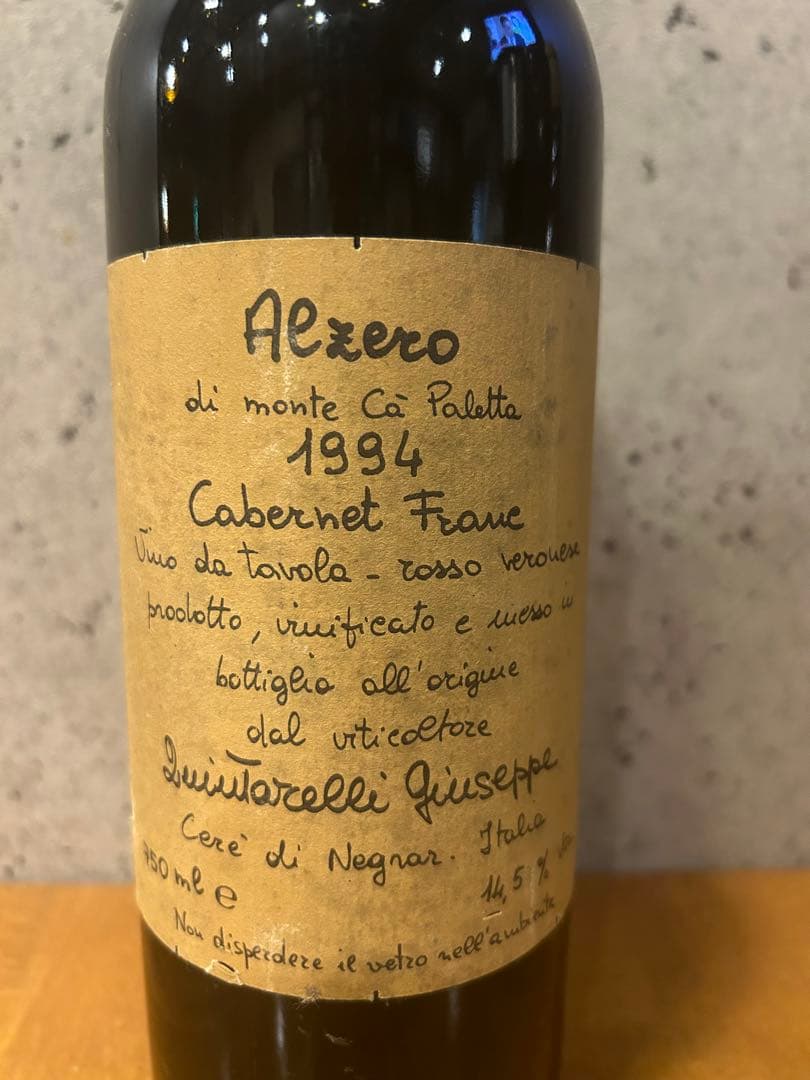 Alzero
di monte Cà Paletta
1994
Cabernet Franc
Vino da tavola - rosso veronese
prodotto, vinificato e messo in
bottiglia all'origine
dal viticoltore
Quintarelli Giuseppe
Cerè di Negrar. Italia
750 ml e 14,5 % vol
Non disperdere il vetro nell'ambiente